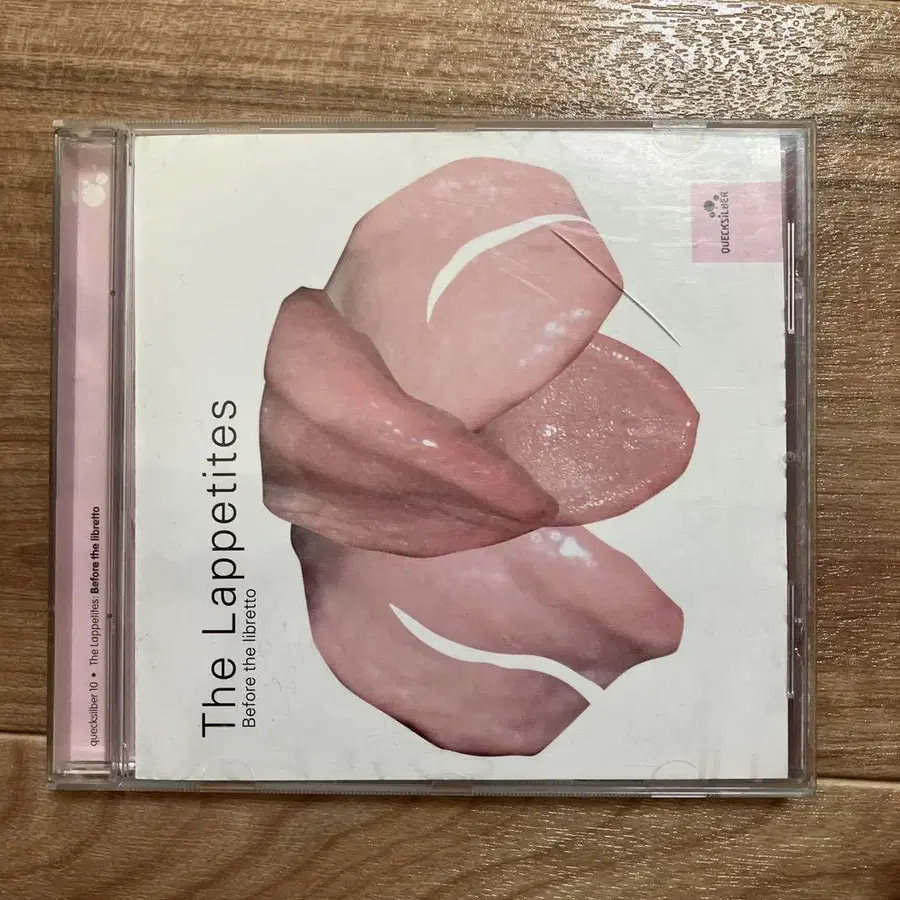 The Lappetites
Before the libretto
QUECKSILBER
quecksilber 10 • The Lappetites: Before the libretto